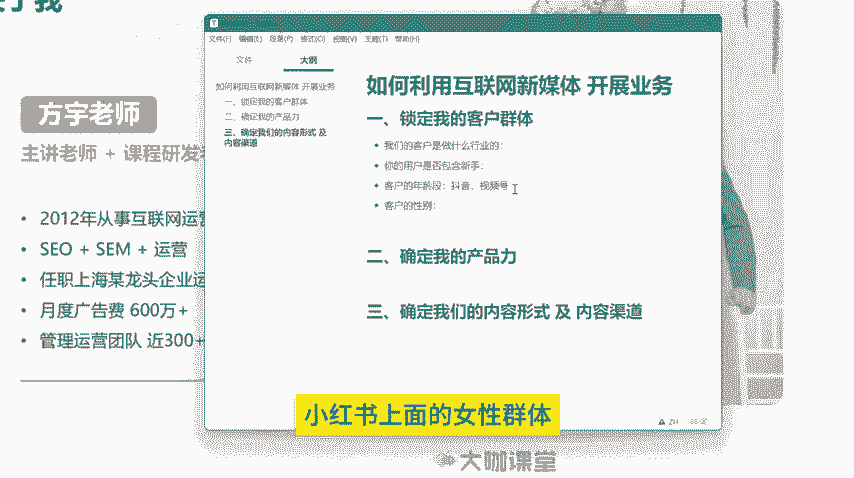 方宇老师
主讲老师 + 课程研发
• 2012年从事互联网运营
• SEO + SEM + 运营
• 任职上海某龙头企业运
• 月度广告费 600万+
• 管理运营团队 近300+
文件(F) 编辑(E) 段落(P) 格式(O) 视图(V) 主题(T) 帮助(H)
文件 大纲
如何利用互联网新媒体 开展业务
一、锁定我的客户群体
二、确定我的产品力
三、确定我们的内容形式 及
内容渠道
如何利用互联网新媒体 开展业务
一、锁定我的客户群体
• 我们的客户是做什么行业的:
• 你的用户是否包含新手:
• 客户的年龄段: 抖音、视频号
• 客户的性别:
二、确定我的产品力
三、确定我们的内容形式 及 内容渠道
小红书上面的女性群体
大咖课堂